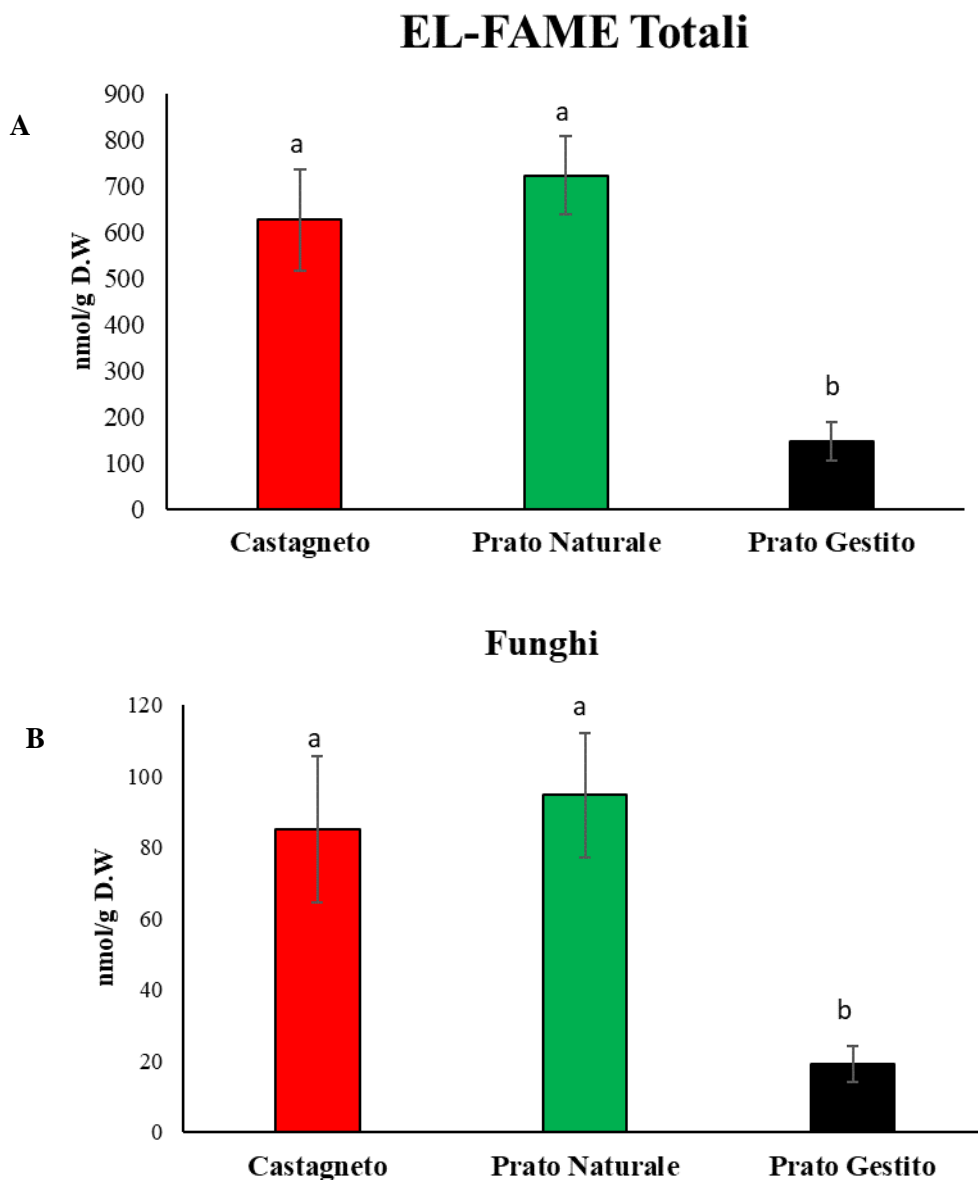 EL-FAME Totali
A
900
800
700
600
500
400
300
200
100
0
nmol/g D.W
a
a
b
Castagneto
Prato Naturale
Prato Gestito
Funghi
B
120
100
80
60
40
20
0
nmol/g D.W
a
a
b
Castagneto
Prato Naturale
Prato Gestito